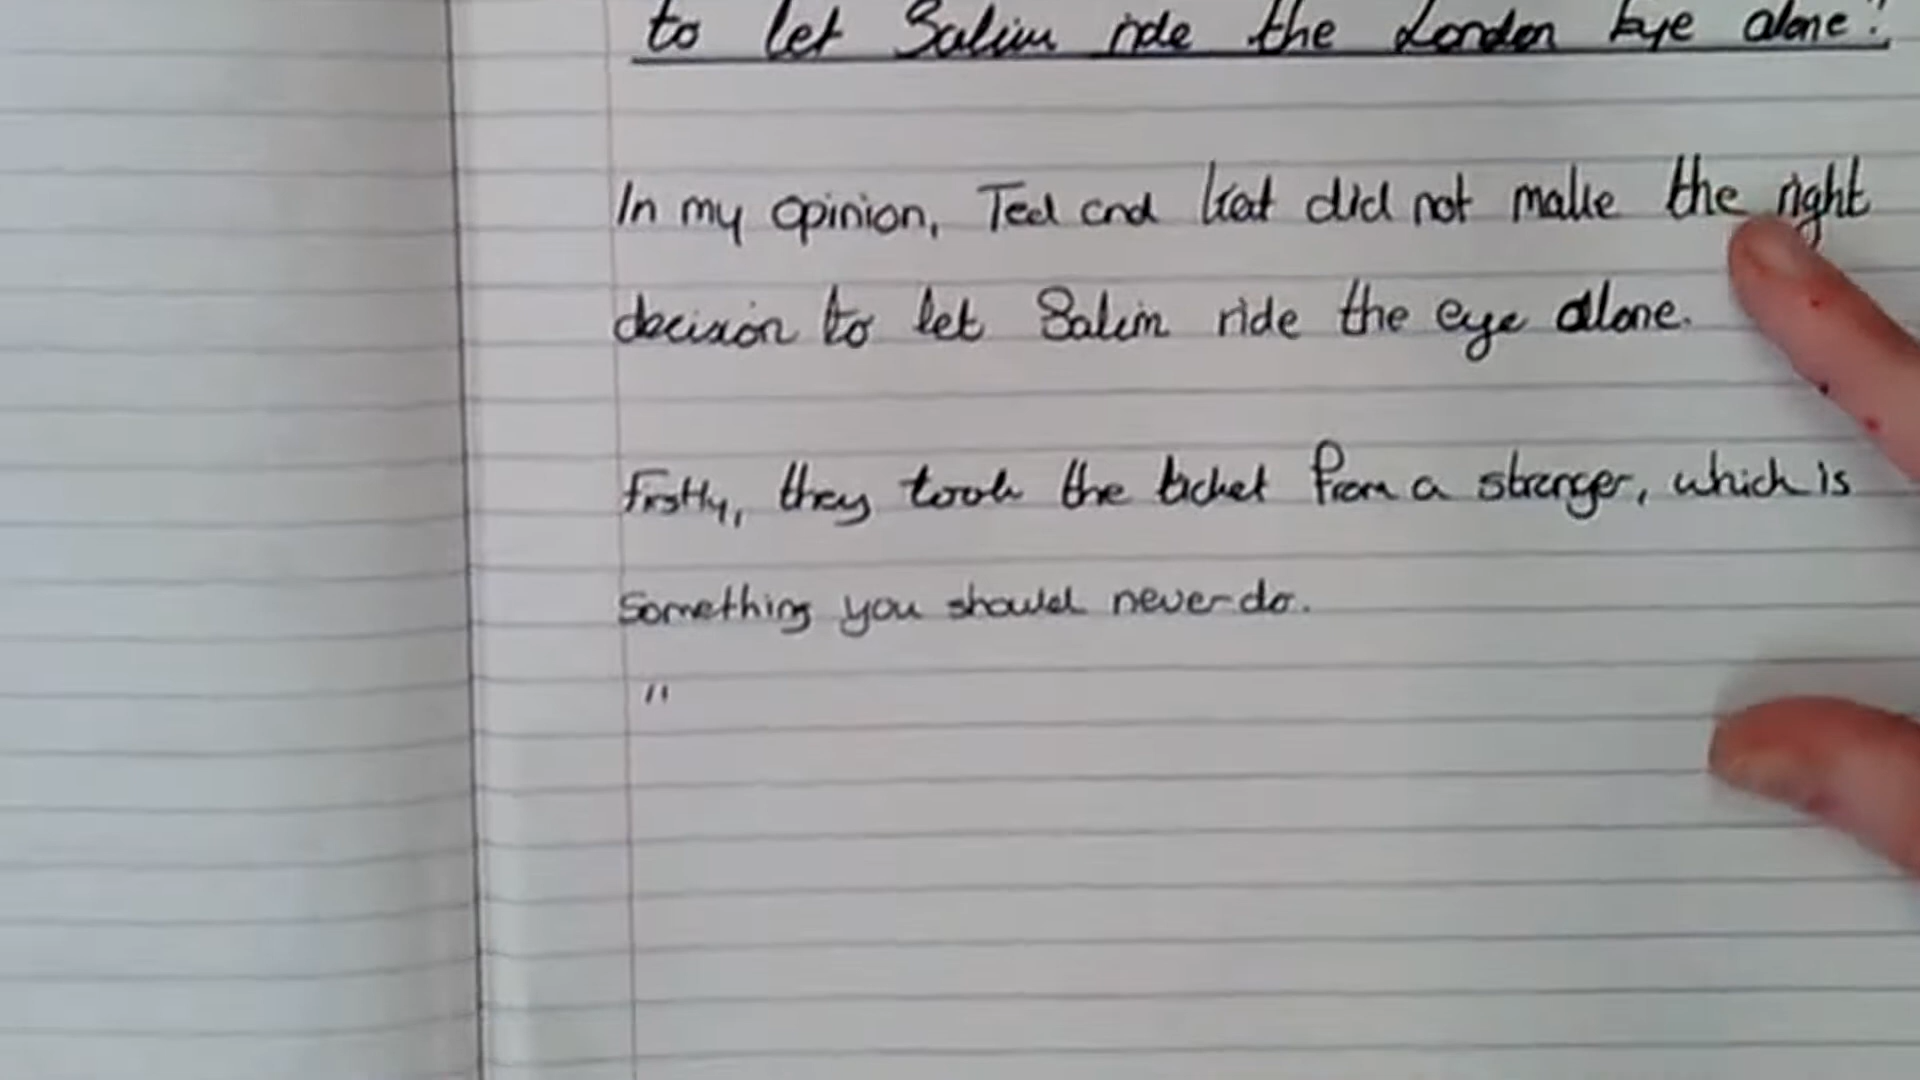 to let Salim ride the London Eye alone?
In my opinion, Ted and Kat did not make the right
decision to let Salim ride the eye alone.
Firstly, they took the ticket from a stranger, which is
something you should never do.
"